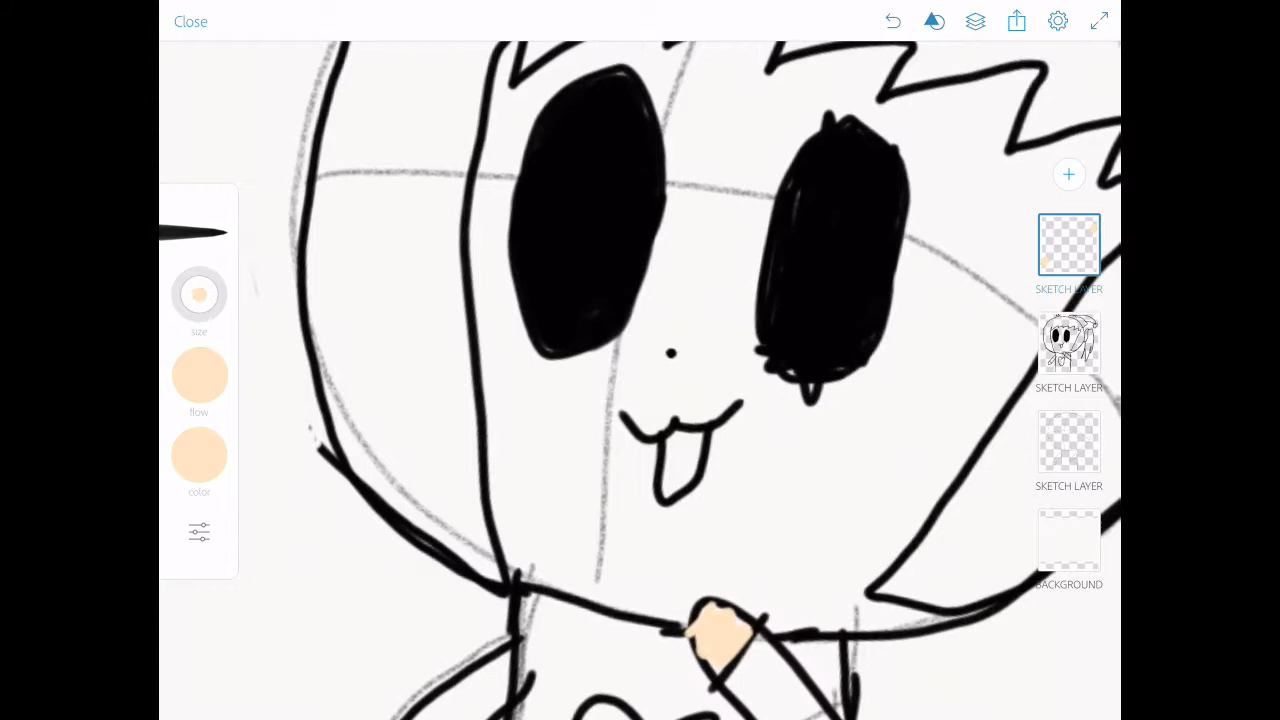 Close
size
flow
color
SKETCH LAYER
SKETCH LAYER
SKETCH LAYER
BACKGROUND